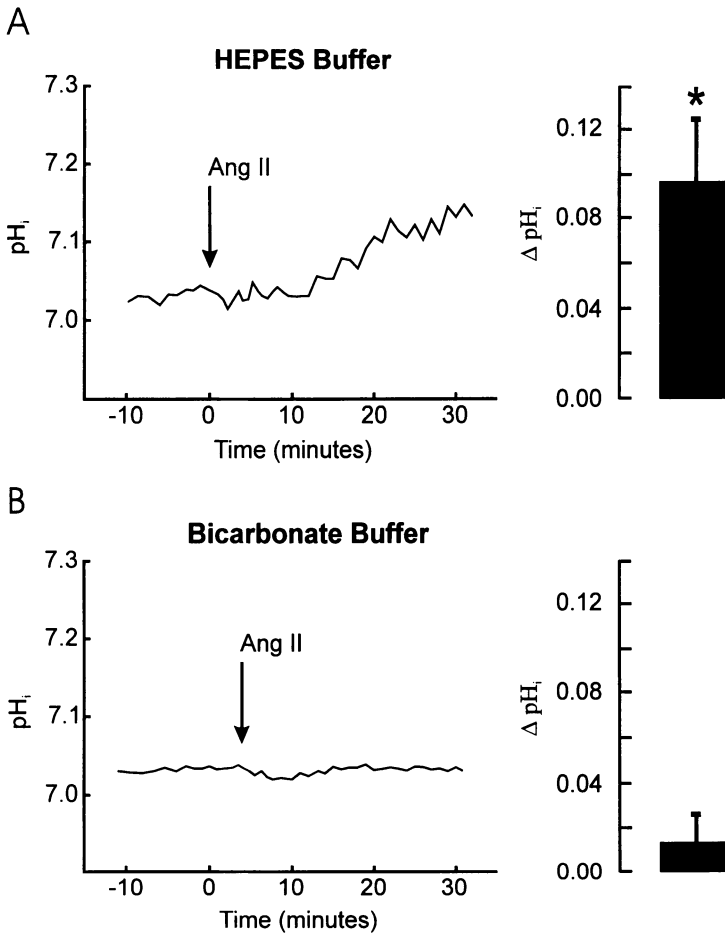 A
HEPES Buffer
7.3
7.2
7.1
7.0
pHi
Ang II
-10 0 10 20 30
Time (minutes)
*
0.12
0.08
0.04
0.00
Δ pHi
B
Bicarbonate Buffer
7.3
7.2
7.1
7.0
pHi
Ang II
-10 0 10 20 30
Time (minutes)
0.12
0.08
0.04
0.00
Δ pHi